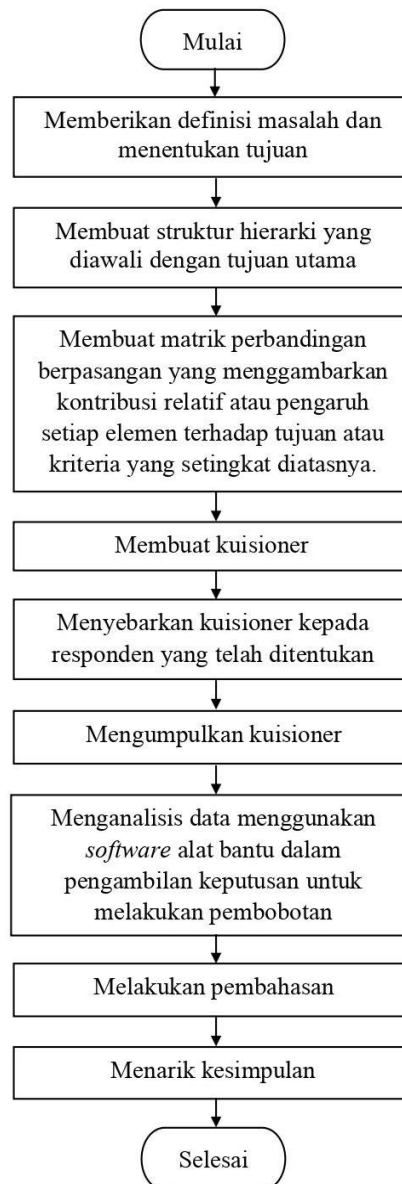 Mulai
Memberikan definisi masalah dan
menentukan tujuan
Membuat struktur hierarki yang
diawali dengan tujuan utama
Membuat matrik perbandingan
berpasangan yang menggambarkan
kontribusi relatif atau pengaruh
setiap elemen terhadap tujuan atau
kriteria yang setingkat diatasnya.
Membuat kuisioner
Menyebarkan kuisioner kepada
responden yang telah ditentukan
Mengumpulkan kuisioner
Menganalisis data menggunakan
software alat bantu dalam
pengambilan keputusan untuk
melakukan pembobotan
Melakukan pembahasan
Menarik kesimpulan
Selesai